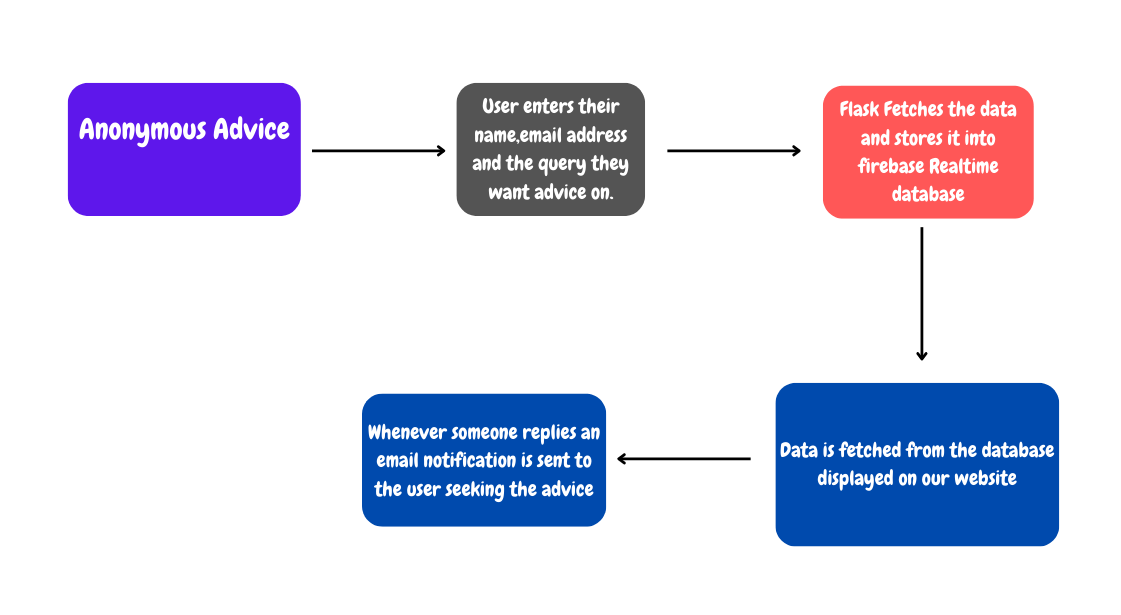 Anonymous Advice
User enters their
name,email address
and the query they
want advice on.
Flask Fetches the data
and stores it into
firebase Realtime
database
Data is fetched from the database
displayed on our website
Whenever someone replies an
email notification is sent to
the user seeking the advice